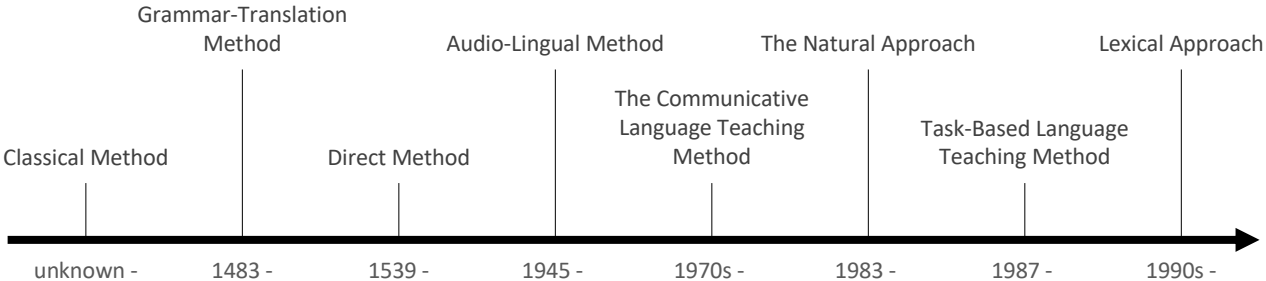 Grammar-Translation
Method
Audio-Lingual Method
The Natural Approach
Lexical Approach
The Communicative
Language Teaching
Method
Task-Based Language
Teaching Method
Classical Method
Direct Method
unknown -
1483 -
1539 -
1945 -
1970s -
1983 -
1987 -
1990s -